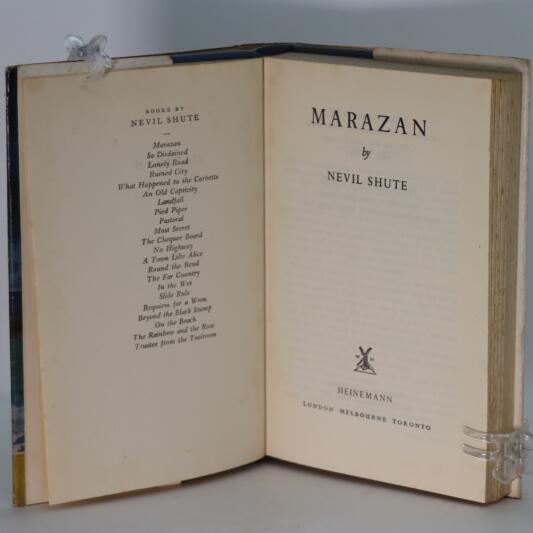 BOOKS BY
NEVIL SHUTE
Marazan
So Disdained
Lonely Road
Ruined City
What Happened to the Corbetts
An Old Captivity
Landfall
Pied Piper
Pastoral
Most Secret
The Chequer Board
No Highway
A Town Like Alice
Round the Bend
The Far Country
In the Wet
Slide Rule
Requiem for a Wren
Beyond the Black Stump
On the Beach
The Rainbow and the Rose
Trustee from the Toolroom
MARAZAN
by
NEVIL SHUTE
HEINEMANN
LONDON MELBOURNE TORONTO